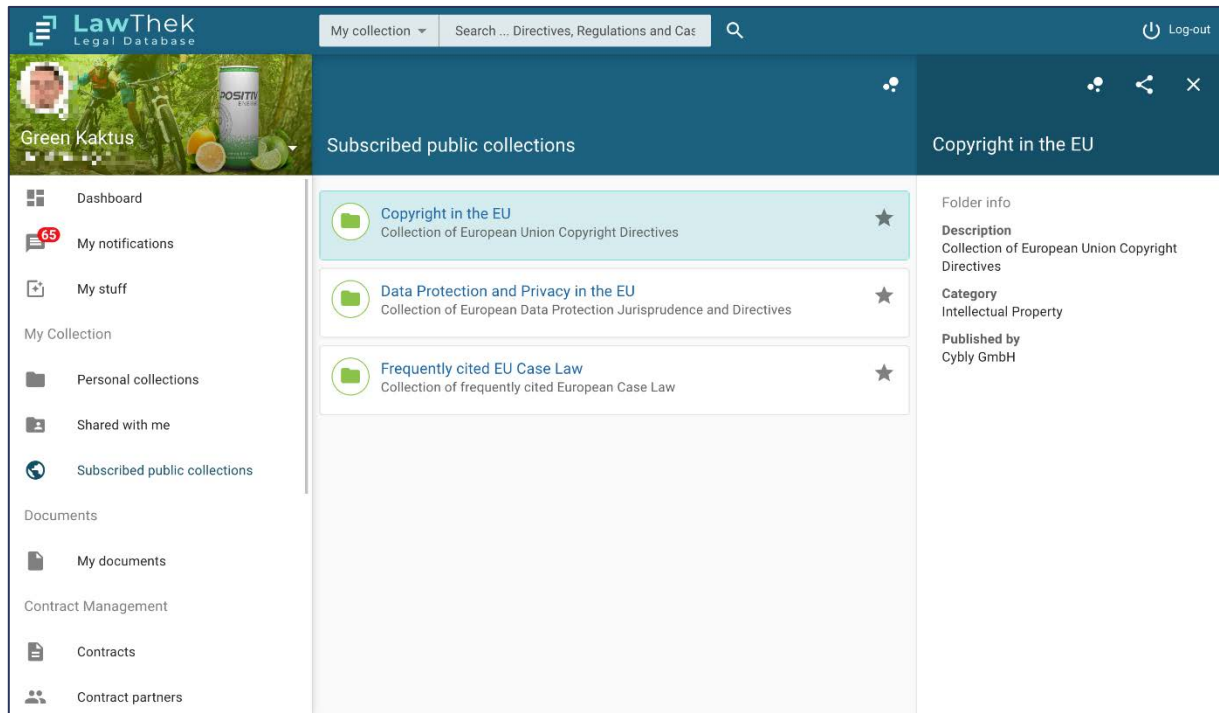 LawThek
Legal Database
My collection
Search ... Directives, Regulations and Cas
Log-out
POSITIV
Green Kaktus
Subscribed public collections
Copyright in the EU
Dashboard
65
My notifications
My stuff
My Collection
Personal collections
Shared with me
Subscribed public collections
Documents
My documents
Contract Management
Contracts
Contract partners
Copyright in the EU
Collection of European Union Copyright Directives
Data Protection and Privacy in the EU
Collection of European Data Protection Jurisprudence and Directives
Frequently cited EU Case Law
Collection of frequently cited European Case Law
Folder info
Description
Collection of European Union Copyright
Directives
Category
Intellectual Property
Published by
Cybly GmbH